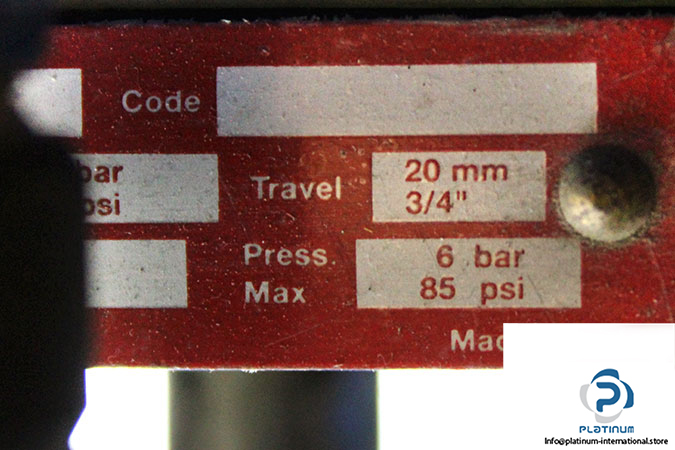 Code
bar
psi
Travel
20 mm
3/4"
Press.
Max
6 bar
85 psi
PLATINUM
Info@platinum-international.store